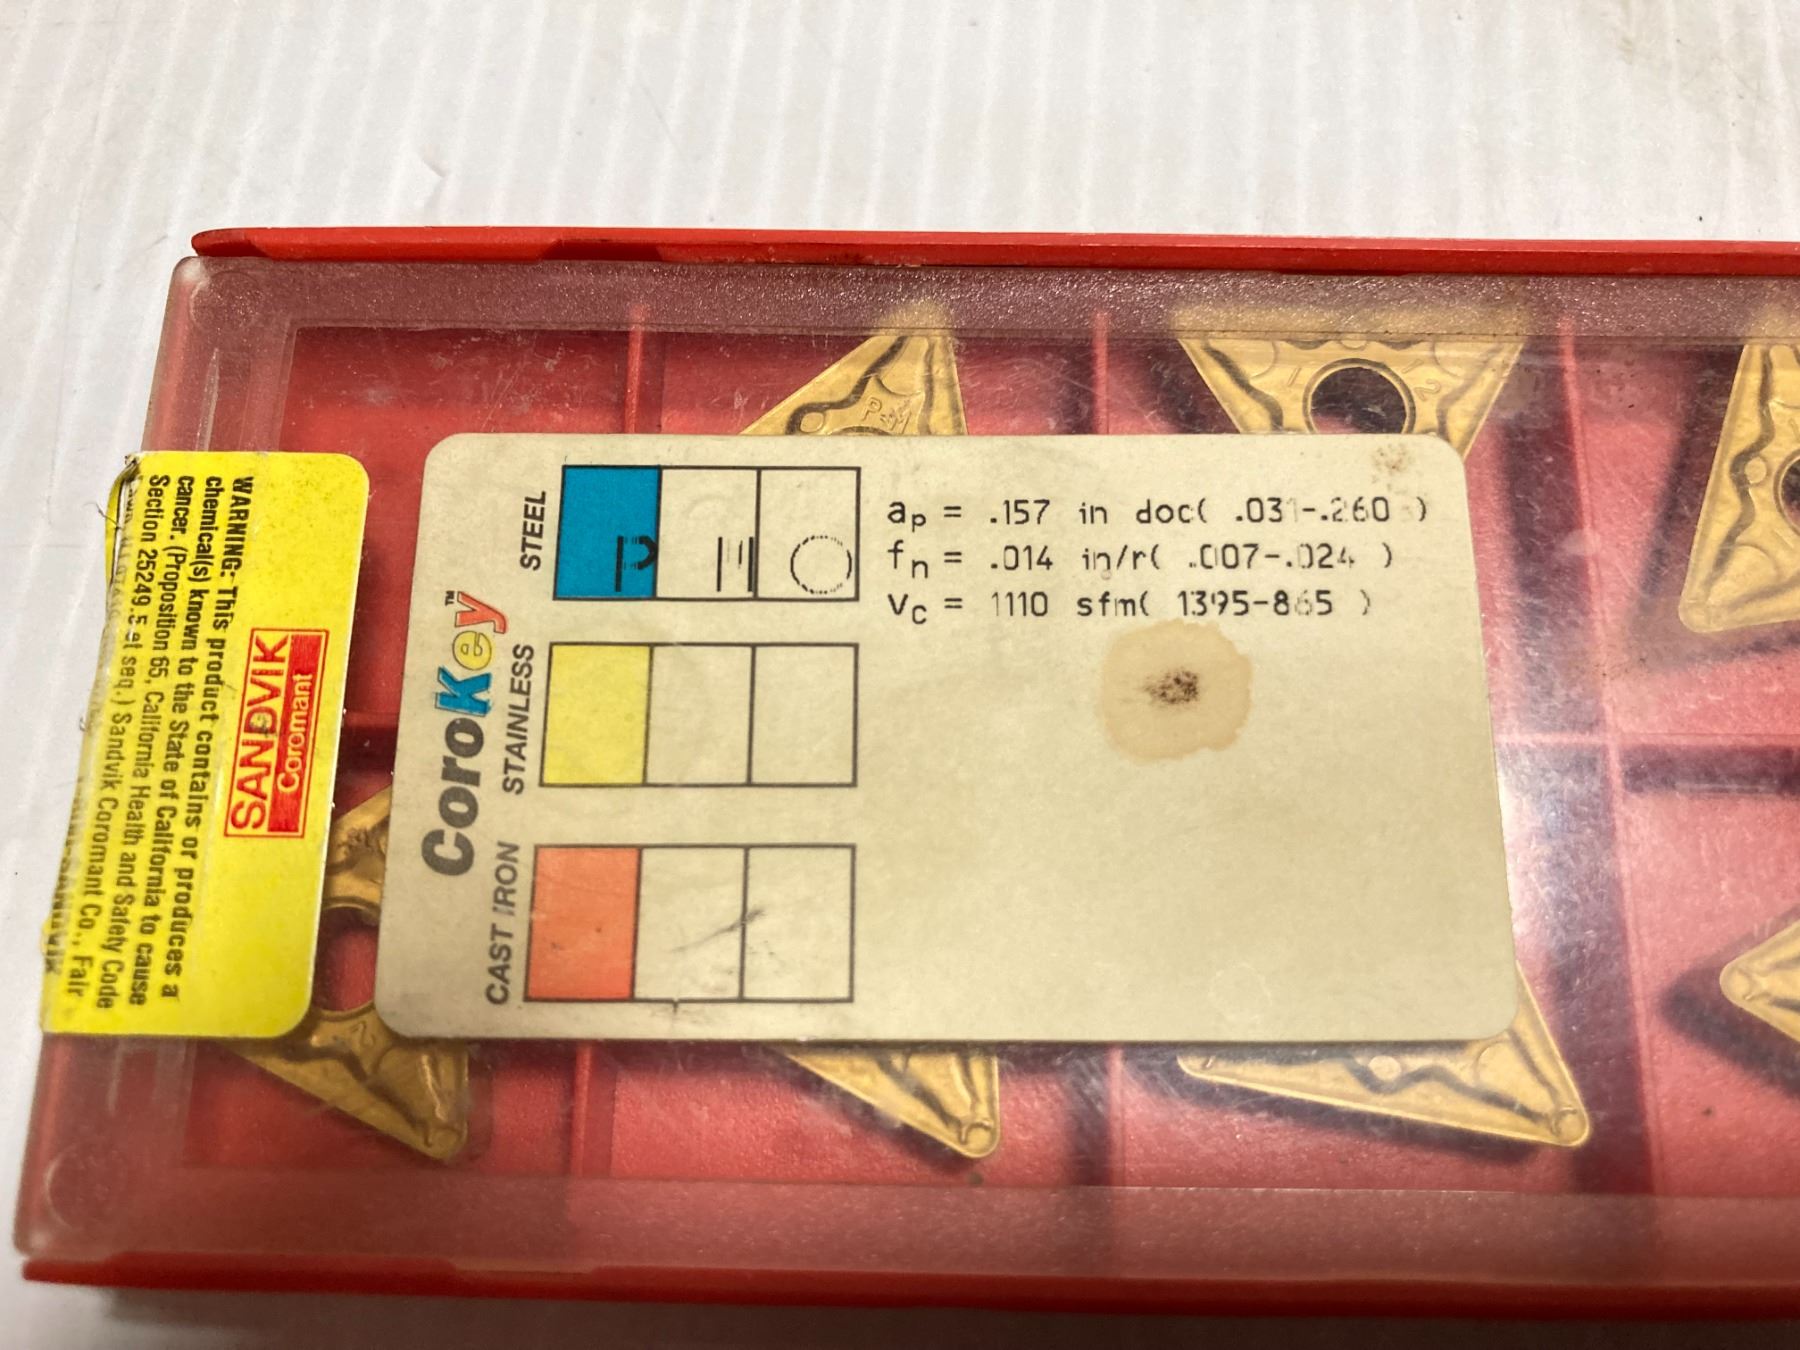 WARNING: This product contains or produces a
chemical(s) known to the State of California to cause
cancer. (Proposition 65, California Health and Safety Code
Section 25249.5 et seq.) Sandvik Coromant Co., Fair
SANDVIK
Coromant
CoroKey™
STEEL
P
M
STAINLESS
CAST IRON
ap = .157 in doc( .031-.260 )
fn = .014 in/r( .007-.024 )
vc = 1110 sfm( 1395-865 )